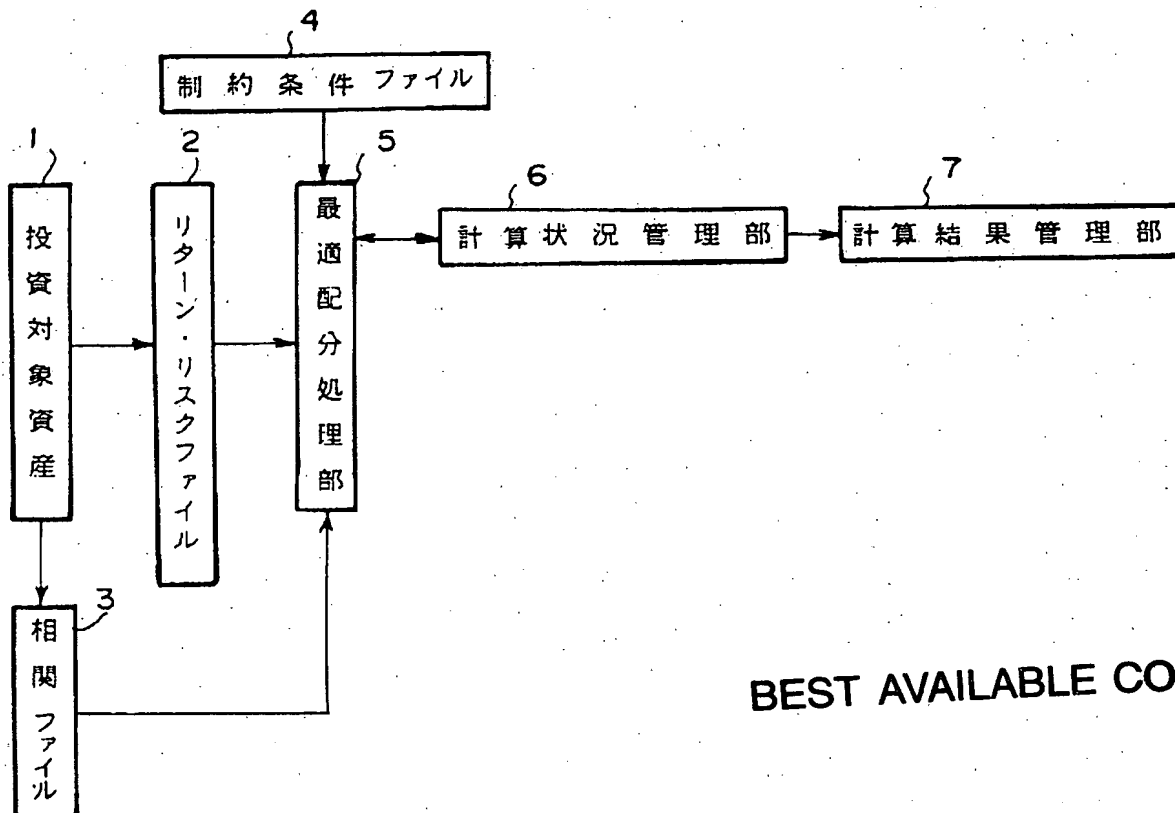 4
制約条件ファイル
1
2
5
6
7
投資対象資産
リターン・リスクファイル
最適配分処理部
計算状況管理部
計算結果管理部
3
相関ファイル
BEST AVAILABLE CO